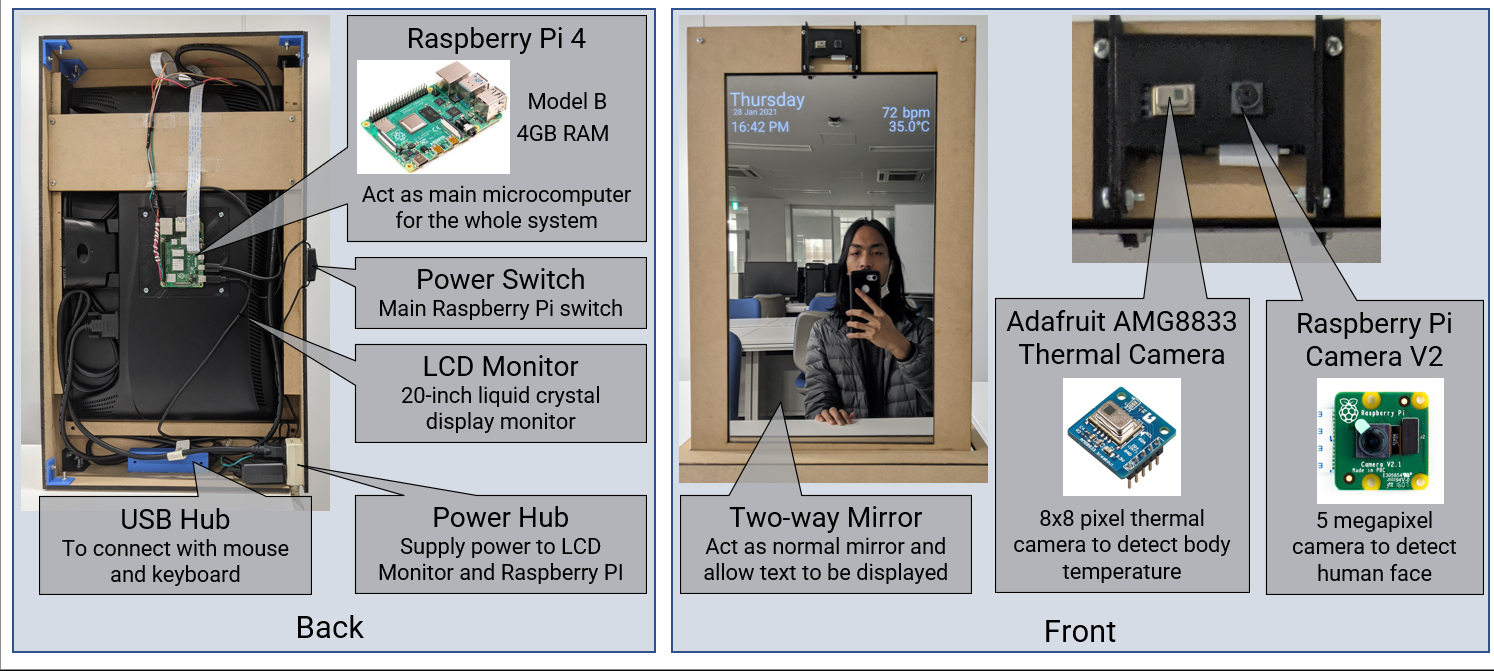 Raspberry Pi 4
Model B
4GB RAM
Act as main microcomputer
for the whole system
Power Switch
Main Raspberry Pi switch
LCD Monitor
20-inch liquid crystal
display monitor
USB Hub
To connect with mouse
and keyboard
Power Hub
Supply power to LCD
Monitor and Raspberry PI
Back
Thursday
28 Jan 2021
16:42 PM
72 bpm
35.0°C
Two-way Mirror
Act as normal mirror and
allow text to be displayed
Adafruit AMG8833
Thermal Camera
8x8 pixel thermal
camera to detect body
temperature
Raspberry Pi
Camera V2
Raspberry Pi
Camera V2.1
Made in PRC
5 megapixel
camera to detect
human face
Front